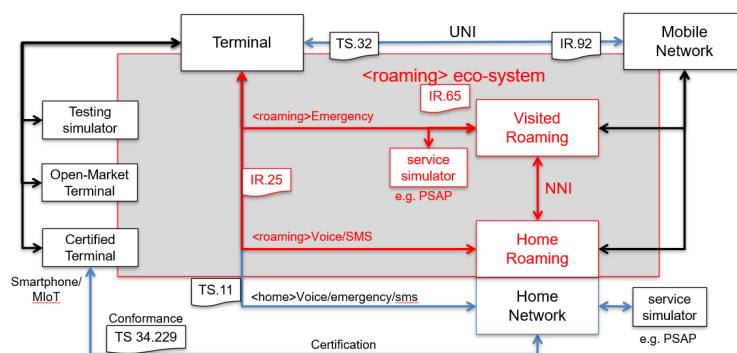 Terminal
TS.32
UNI
IR.92
Mobile
Network
<roaming> eco-system
IR.65
Testing
simulator
<roaming>Emergency
Visited
Roaming
Open-Market
Terminal
IR.25
service
simulator
e.g. PSAP
NNI
Certified
Terminal
<roaming>Voice/SMS
Home
Roaming
Smartphone/
MIoT
TS.11
<home>Voice/emergency/sms
Home
Network
service
simulator
e.g. PSAP
Conformance
TS 34.229
Certification